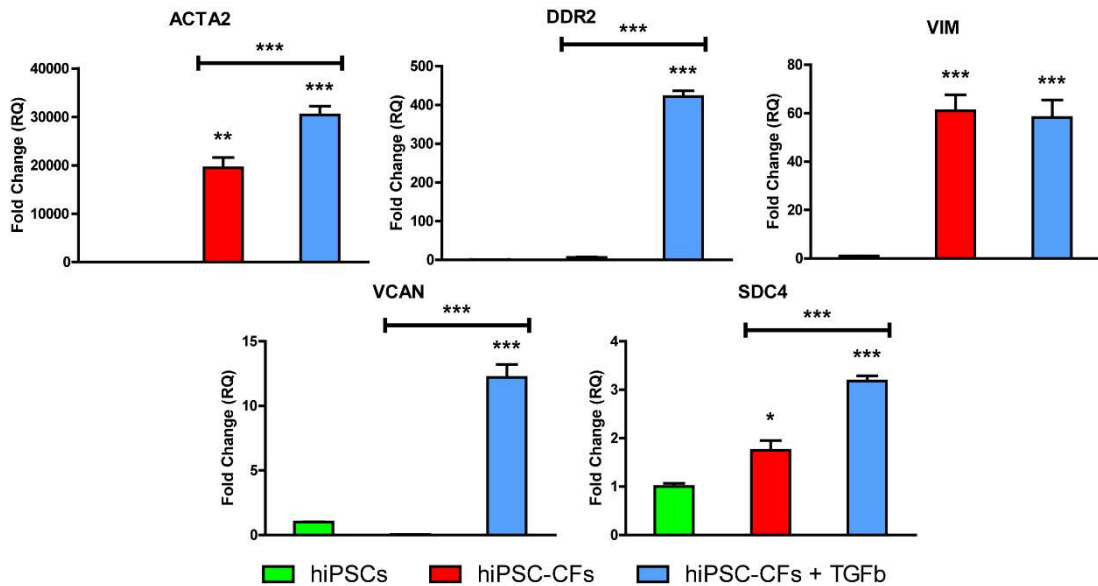 ACTA2
***
40000
30000
20000
10000
0
Fold Change (RQ)
**
***
DDR2
***
500
400
300
200
100
0
Fold Change (RQ)
***
VIM
80
60
40
20
0
Fold Change (RQ)
***
***
VCAN
***
15
10
5
0
Fold Change (RQ)
***
SDC4
***
4
3
2
1
0
Fold Change (RQ)
*
***
hiPSCs
hiPSC-CFs
hiPSC-CFs + TGFb